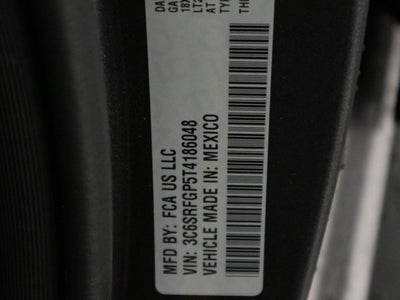 MFD BY: FCA US LLC
VIN: 3C6SRFGP5T4186048
VEHICLE MADE IN: MEXICO